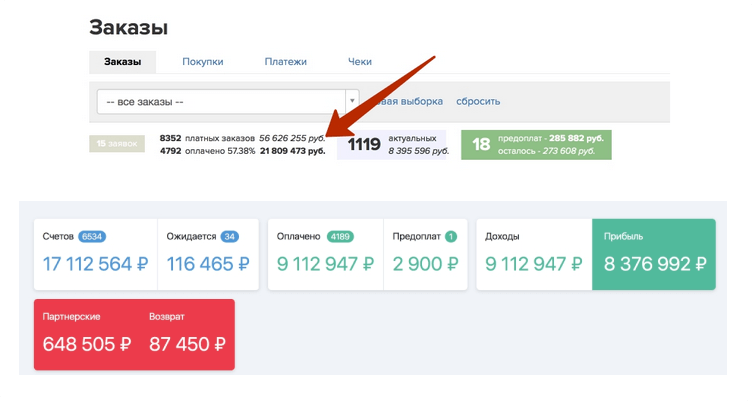 Заказы
Заказы Покупки Платежи Чеки
-- все заказы -- вая выборка сбросить
15 заявок 8352 платных заказов 56 626 255 руб. 1119 актуальных 18 предоплат - 285 882 руб.
4792 оплачено 57.38% 21 809 473 руб. 8 395 596 руб. осталось - 273 608 руб.
Счетов 6534 Ожидается 34 Оплачено 4189 Предоплат 1 Доходы Прибыль
17 112 564 ₽ 116 465 ₽ 9 112 947 ₽ 2 900 ₽ 9 112 947 ₽ 8 376 992 ₽
Партнерские Возврат
648 505 ₽ 87 450 ₽